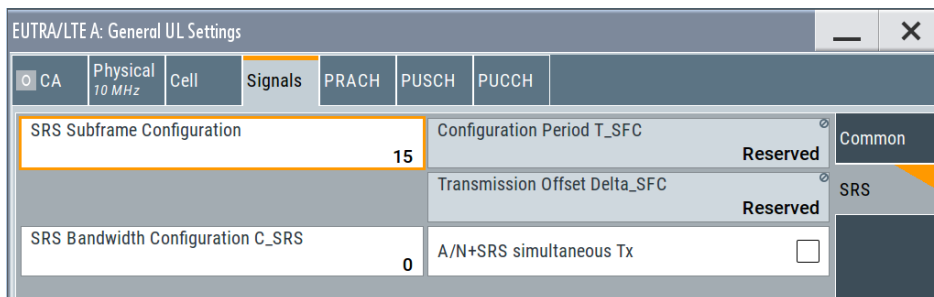 EUTRA/LTE A: General UL Settings
O CA
Physical
10 MHz
Cell
Signals
PRACH
PUSCH
PUCCH
SRS Subframe Configuration
15
Configuration Period T_SFC
Reserved
Common
Transmission Offset Delta_SFC
Reserved
SRS
SRS Bandwidth Configuration C_SRS
0
A/N+SRS simultaneous Tx